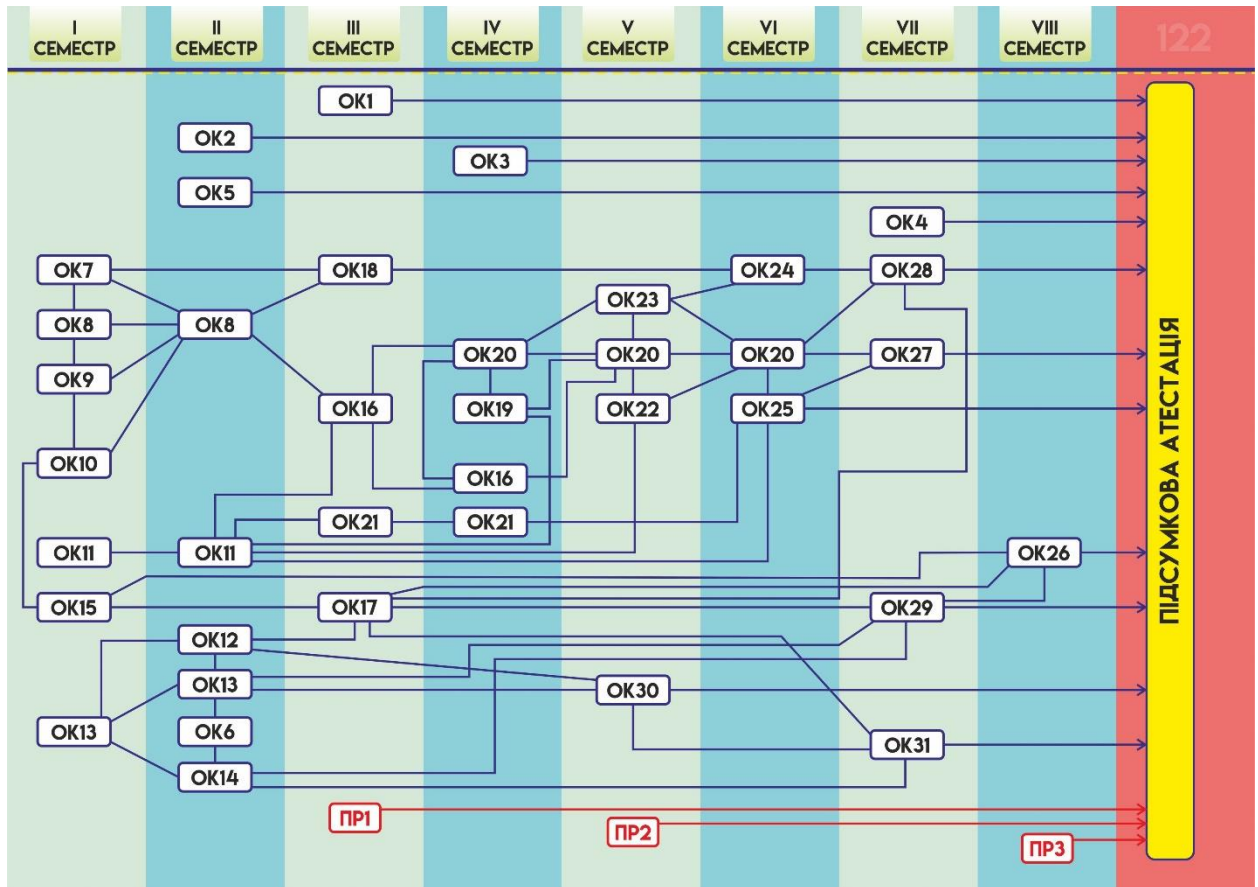 I
СЕМЕСТР
II
СЕМЕСТР
III
СЕМЕСТР
IV
СЕМЕСТР
V
СЕМЕСТР
VI
СЕМЕСТР
VII
СЕМЕСТР
VIII
СЕМЕСТР
122
ОК1
ОК2
ОК3
ОК5
ОК4
ОК7
ОК18
ОК24
ОК28
ОК23
ОК8
ОК8
ОК20
ОК20
ОК20
ОК27
ОК9
ОК16
ОК19
ОК22
ОК25
ОК10
ОК16
ОК21
ОК21
ОК11
ОК11
ОК26
ОК15
ОК17
ОК29
ОК12
ОК13
ОК30
ОК13
ОК6
ОК31
ОК14
ПР1
ПР2
ПР3
ПІДСУМКОВА АТЕСТАЦІЯ